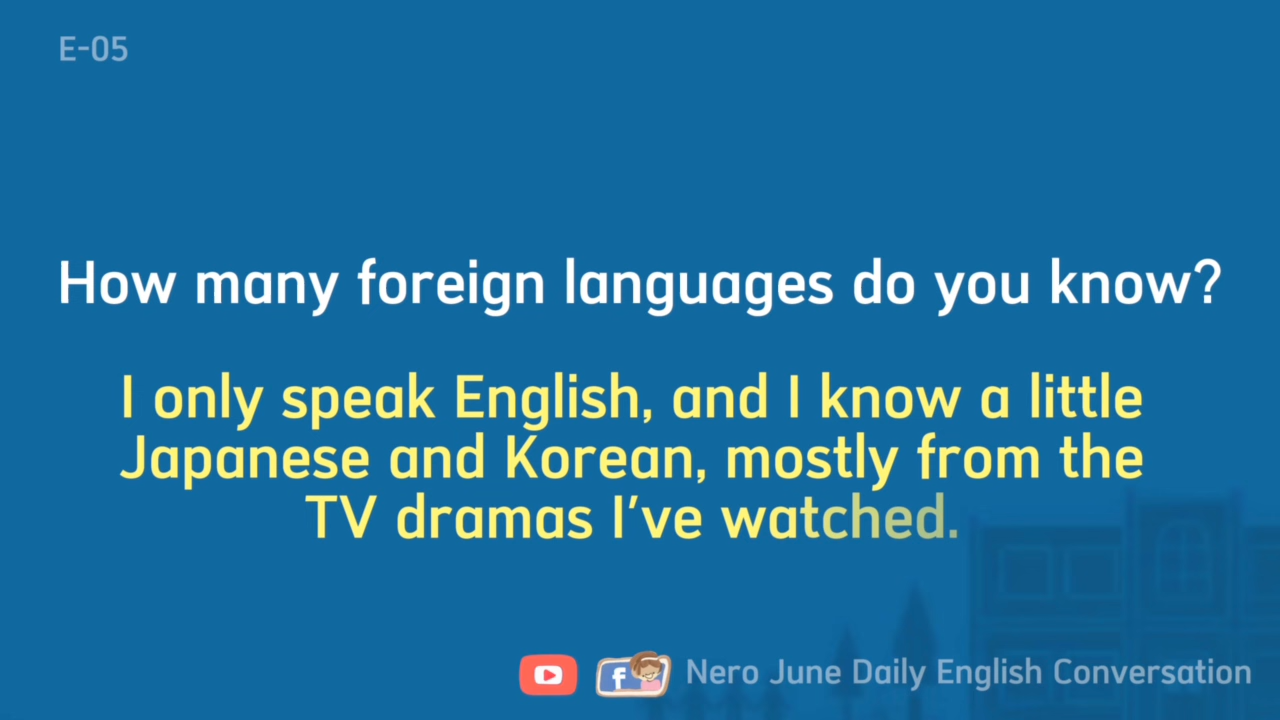 E-05
How many foreign languages do you know?
I only speak English, and I know a little
Japanese and Korean, mostly from the
TV dramas I’ve watched.
f
Nero June Daily English Conversation